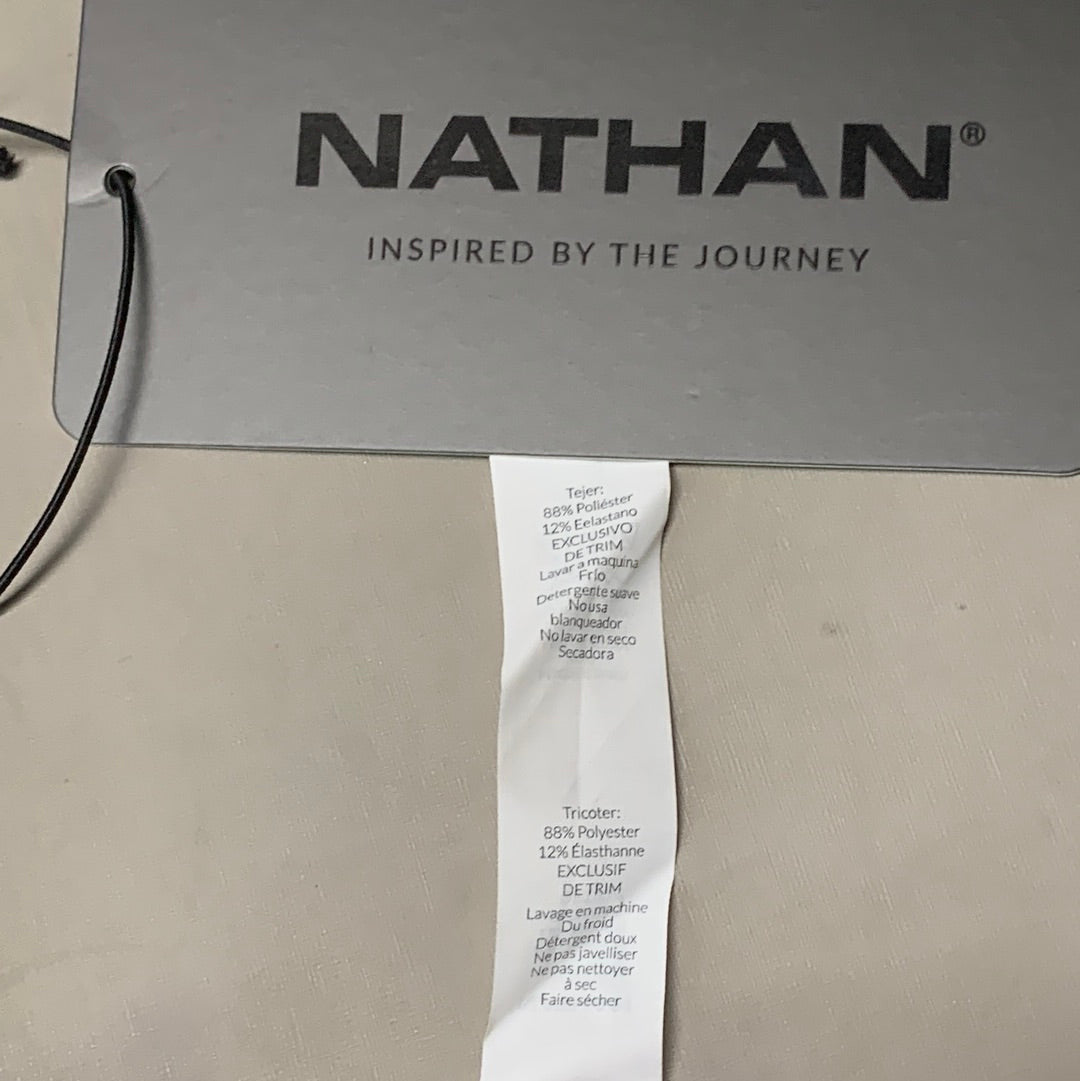 NATHAN®
INSPIRED BY THE JOURNEY
Tejer:
88% Poliéster
12% Eelastano
EXCLUSIVO
DE TRIM
Lavar a maquina
Frío
Detergente suave
No usa
blanqueador
No lavar en seco
Secadora
Tricoter:
88% Polyester
12% Élasthanne
EXCLUSIF
DE TRIM
Lavage en machine
Du froid
Détergent doux
Ne pas javelliser
Ne pas nettoyer
à sec
Faire sécher